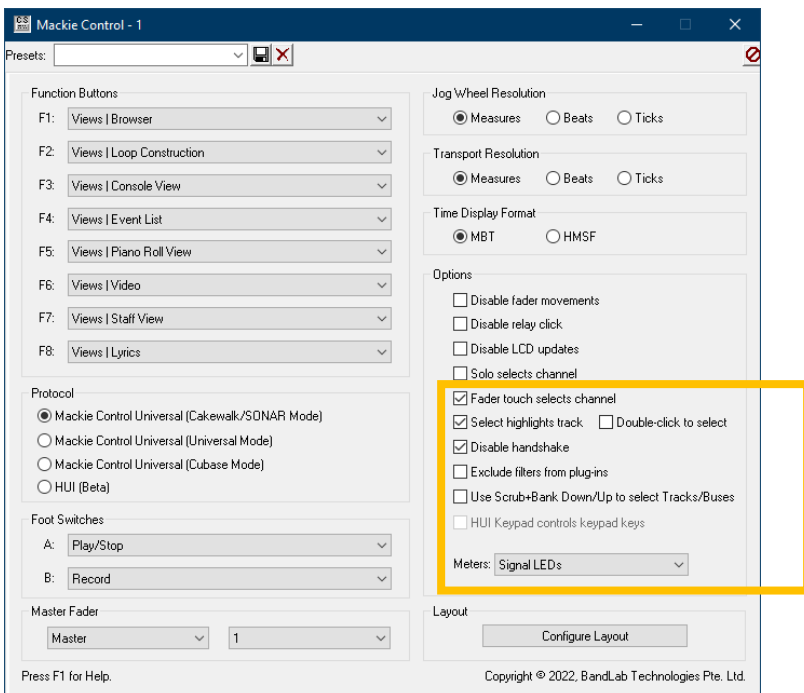 Mackie Control - 1
Presets:
Function Buttons
F1: Views | Browser
F2: Views | Loop Construction
F3: Views | Console View
F4: Views | Event List
F5: Views | Piano Roll View
F6: Views | Video
F7: Views | Staff View
F8: Views | Lyrics
Protocol
Mackie Control Universal (Cakewalk/SONAR Mode)
Mackie Control Universal (Universal Mode)
Mackie Control Universal (Cubase Mode)
HUI (Beta)
Foot Switches
A: Play/Stop
B: Record
Master Fader
Master 1
Press F1 for Help.
Jog Wheel Resolution
Measures Beats Ticks
Transport Resolution
Measures Beats Ticks
Time Display Format
MBT HMSF
Options
Disable fader movements
Disable relay click
Disable LCD updates
Solo selects channel
Fader touch selects channel
Select highlights track Double-click to select
Disable handshake
Exclude filters from plug-ins
Use Scrub+Bank Down/Up to select Tracks/Buses
HUI Keypad controls keypad keys
Meters: Signal LEDs
Layout
Configure Layout
Copyright © 2022, BandLab Technologies Pte. Ltd.